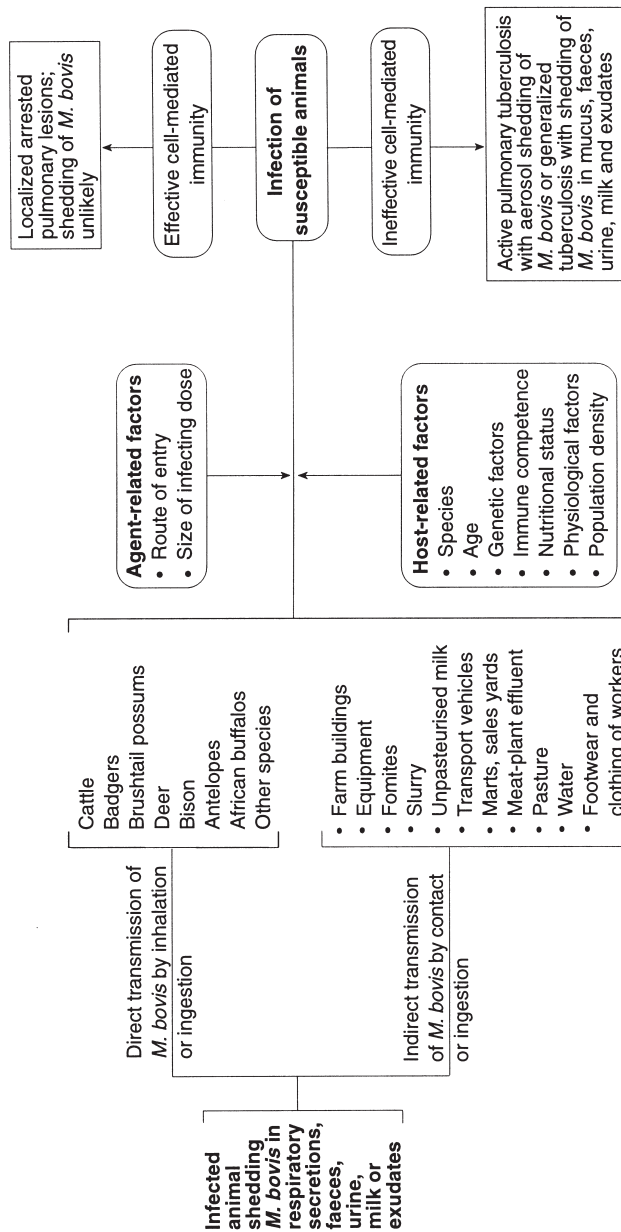 Infected
animal
shedding
M. bovis in
respiratory
secretions,
faeces,
urine,
milk or
exudates
Direct transmission of
M. bovis by inhalation
or ingestion
Cattle
Badgers
Brushtail possums
Deer
Bison
Antelopes
African buffalos
Other species
Indirect transmission
of M. bovis by contact
or ingestion
• Farm buildings
• Equipment
• Fomites
• Slurry
• Unpasteurised milk
• Transport vehicles
• Marts, sales yards
• Meat-plant effluent
• Pasture
• Water
• Footwear and
clothing of workers
Agent-related factors
• Route of entry
• Size of infecting dose
Host-related factors
• Species
• Age
• Genetic factors
• Immune competence
• Nutritional status
• Physiological factors
• Population density
Localized arrested
pulmonary lesions;
shedding of M. bovis
unlikely
Effective cell-mediated
immunity
Infection of
susceptible animals
Ineffective cell-mediated
immunity
Active pulmonary tuberculosis
with aerosol shedding of
M. bovis or generalized
tuberculosis with shedding of
M. bovis in mucus, faeces,
urine, milk and exudates